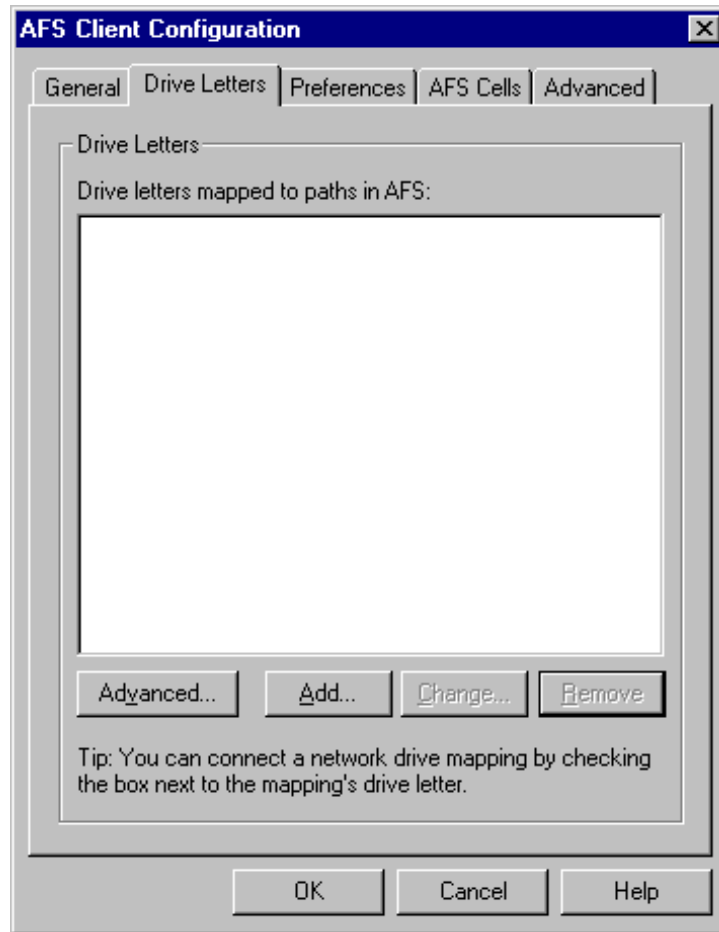 AFS Client Configuration
General Drive Letters Preferences AFS Cells Advanced
Drive Letters
Drive letters mapped to paths in AFS:
Advanced... Add... Change... Remove
Tip: You can connect a network drive mapping by checking
the box next to the mapping's drive letter.
OK Cancel Help